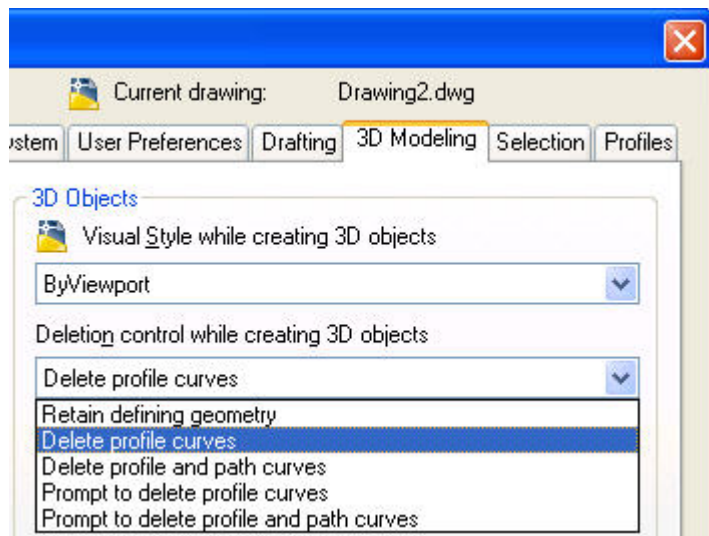 Current drawing: Drawing2.dwg
User Preferences Drafting 3D Modeling Selection Profiles
3D Objects
Visual Style while creating 3D objects
ByViewport
Deletion control while creating 3D objects
Delete profile curves
Retain defining geometry
Delete profile curves
Delete profile and path curves
Prompt to delete profile curves
Prompt to delete profile and path curves